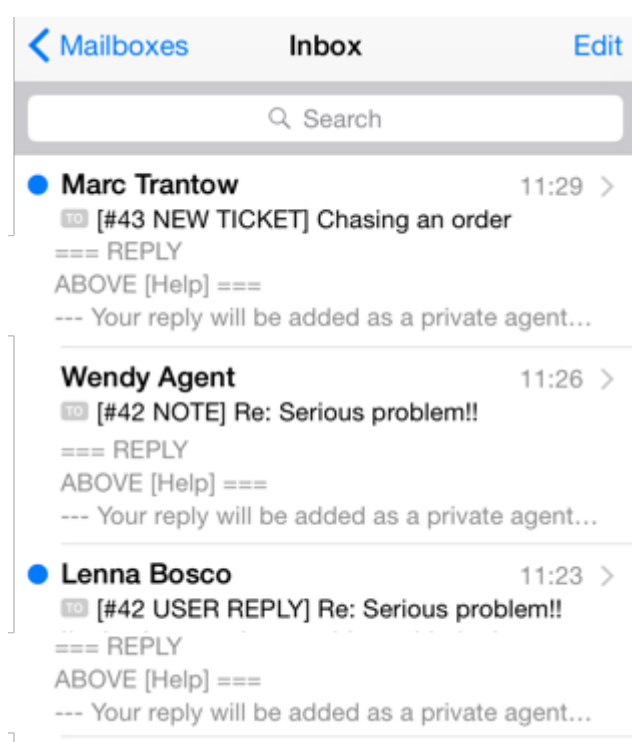 Mailboxes Inbox Edit
Search
Marc Trantow 11:29
TO [#43 NEW TICKET] Chasing an order
=== REPLY
ABOVE [Help] ===
--- Your reply will be added as a private agent...
Wendy Agent 11:26
TO [#42 NOTE] Re: Serious problem!!
=== REPLY
ABOVE [Help] ===
--- Your reply will be added as a private agent...
Lenna Bosco 11:23
TO [#42 USER REPLY] Re: Serious problem!!
=== REPLY
ABOVE [Help] ===
--- Your reply will be added as a private agent...